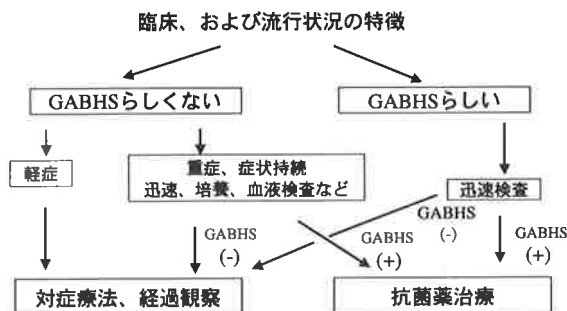 臨床、および流行状況の特徴
GABHSらしくない
GABHSらしい
軽症
重症、症状持続
迅速、培養、血液検査など
迅速検査
GABHS
(-)
GABHS
(+)
GABHS
(-)
GABHS
(+)
対症療法、経過観察
抗菌薬治療